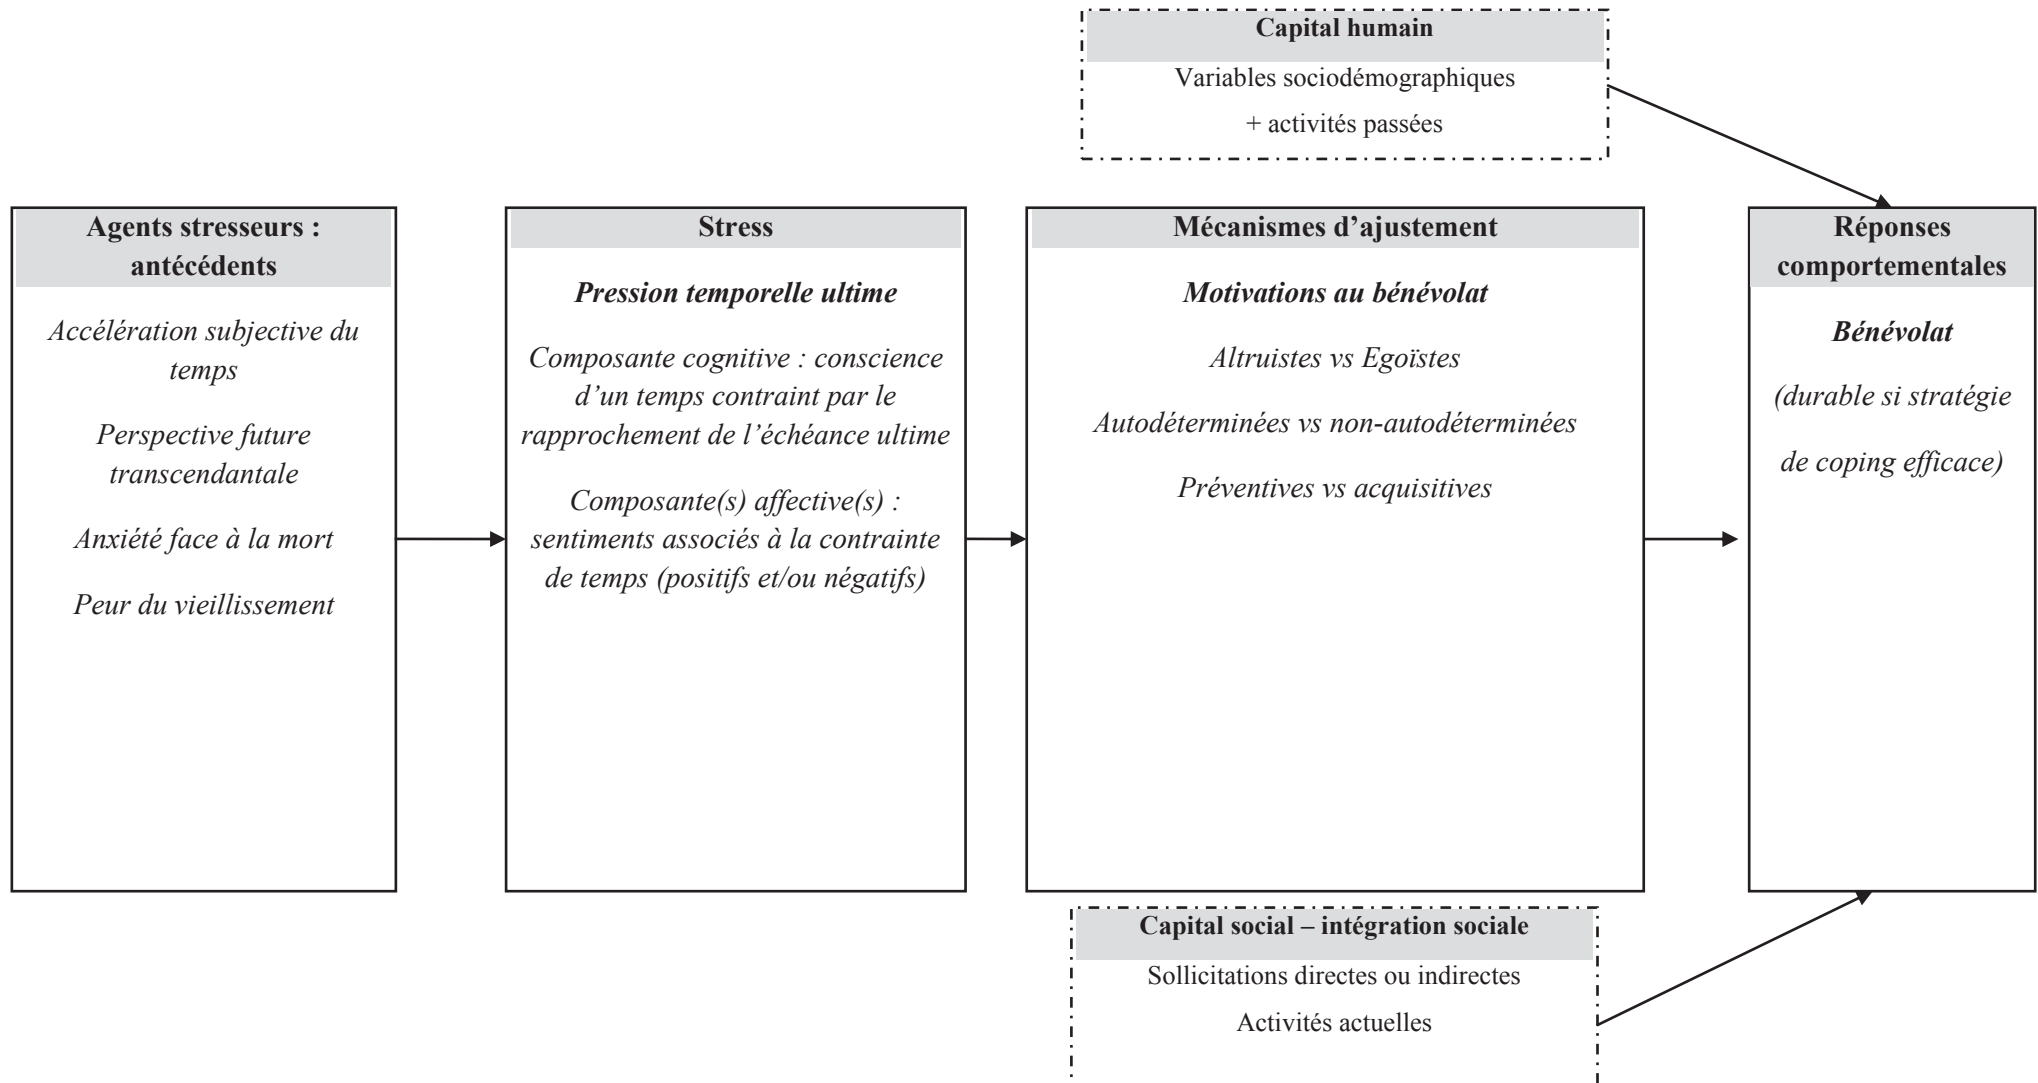 Capital humain
Variables sociodémographiques
+ activités passées
Agents stresseurs :
antécédents
Accélération subjective du
temps
Perspective future
transcendantale
Anxiété face à la mort
Peur du vieillissement
Stress
Pression temporelle ultime
Composante cognitive : conscience
d’un temps contraint par le
rapprochement de l’échéance ultime
Composante(s) affective(s) :
sentiments associés à la contrainte
de temps (positifs et/ou négatifs)
Mécanismes d’ajustement
Motivations au bénévolat
Altruistes vs Egoïstes
Autodéterminées vs non-autodéterminées
Préventives vs acquisitives
Réponses
comportementales
Bénévolat
(durable si stratégie
de coping efficace)
Capital social – intégration sociale
Sollicitations directes ou indirectes
Activités actuelles